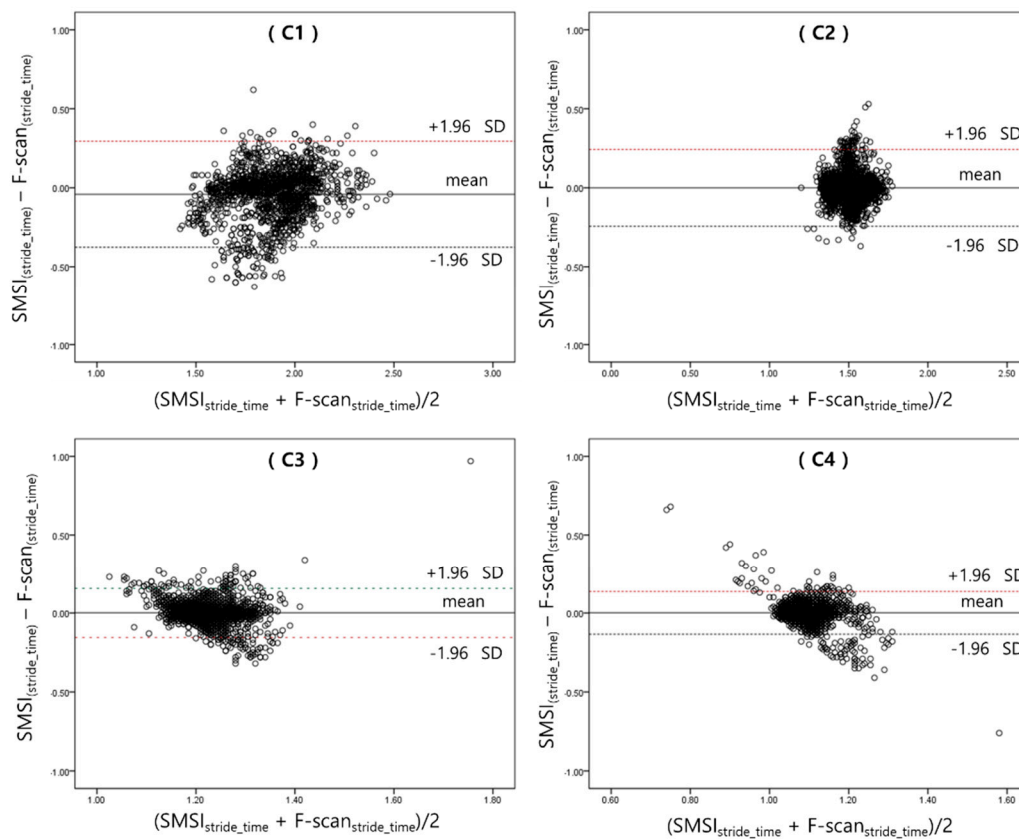 ( C1 )
1.00
0.50
0.00
-0.50
-1.00
+1.96 SD
mean
-1.96 SD
SMSI(stride_time) − F-scan(stride_time)
1.00 1.50 2.00 2.50 3.00
(SMSIstride_time + F-scanstride_time)/2
( C2 )
1.00
0.50
0.00
-0.50
-1.00
+1.96 SD
mean
-1.96 SD
SMSI(stride_time) − F-scan(stride_time)
0.00 0.50 1.00 1.50 2.00 2.50
(SMSIstride_time + F-scanstride_time)/2
( C3 )
1.00
0.50
0.00
-0.50
-1.00
+1.96 SD
mean
-1.96 SD
SMSI(stride_time) − F-scan(stride_time)
1.00 1.20 1.40 1.60 1.80
(SMSIstride_time + F-scanstride_time)/2
( C4 )
1.00
0.50
0.00
-0.50
-1.00
+1.96 SD
mean
-1.96 SD
SMSI(stride_time) − F-scan(stride_time)
0.60 0.80 1.00 1.20 1.40 1.60
(SMSIstride_time + F-scanstride_time)/2